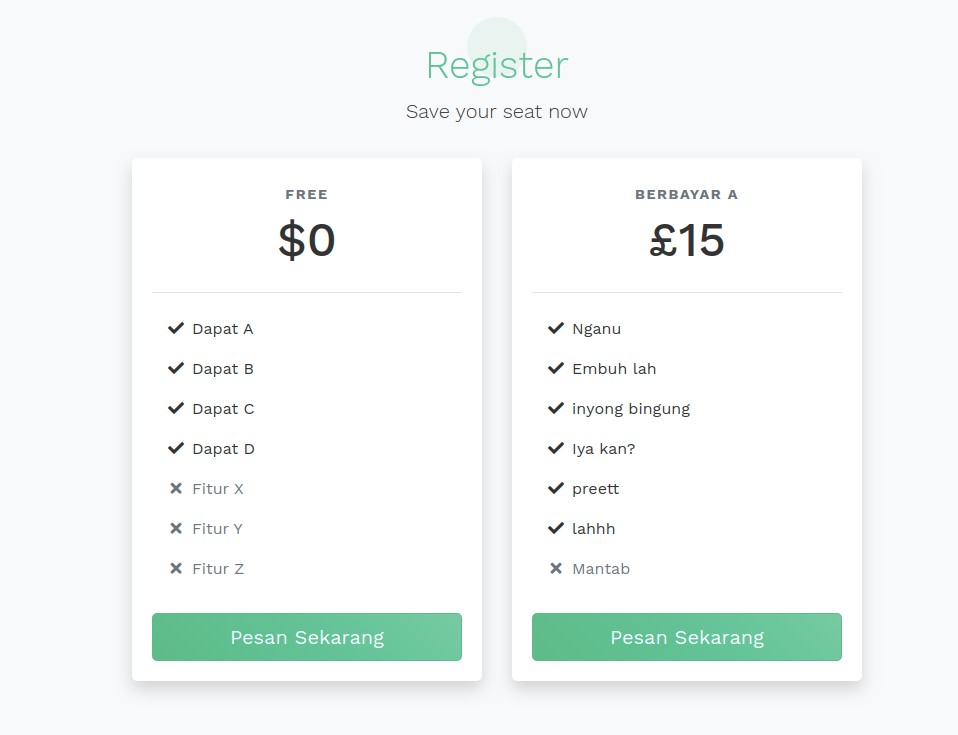 Register
Save your seat now
FREE
$0
Dapat A
Dapat B
Dapat C
Dapat D
Fitur X
Fitur Y
Fitur Z
Pesan Sekarang
BERBAYAR A
£15
Nganu
Embuh lah
inyong bingung
Iya kan?
preett
lahhh
Mantab
Pesan Sekarang